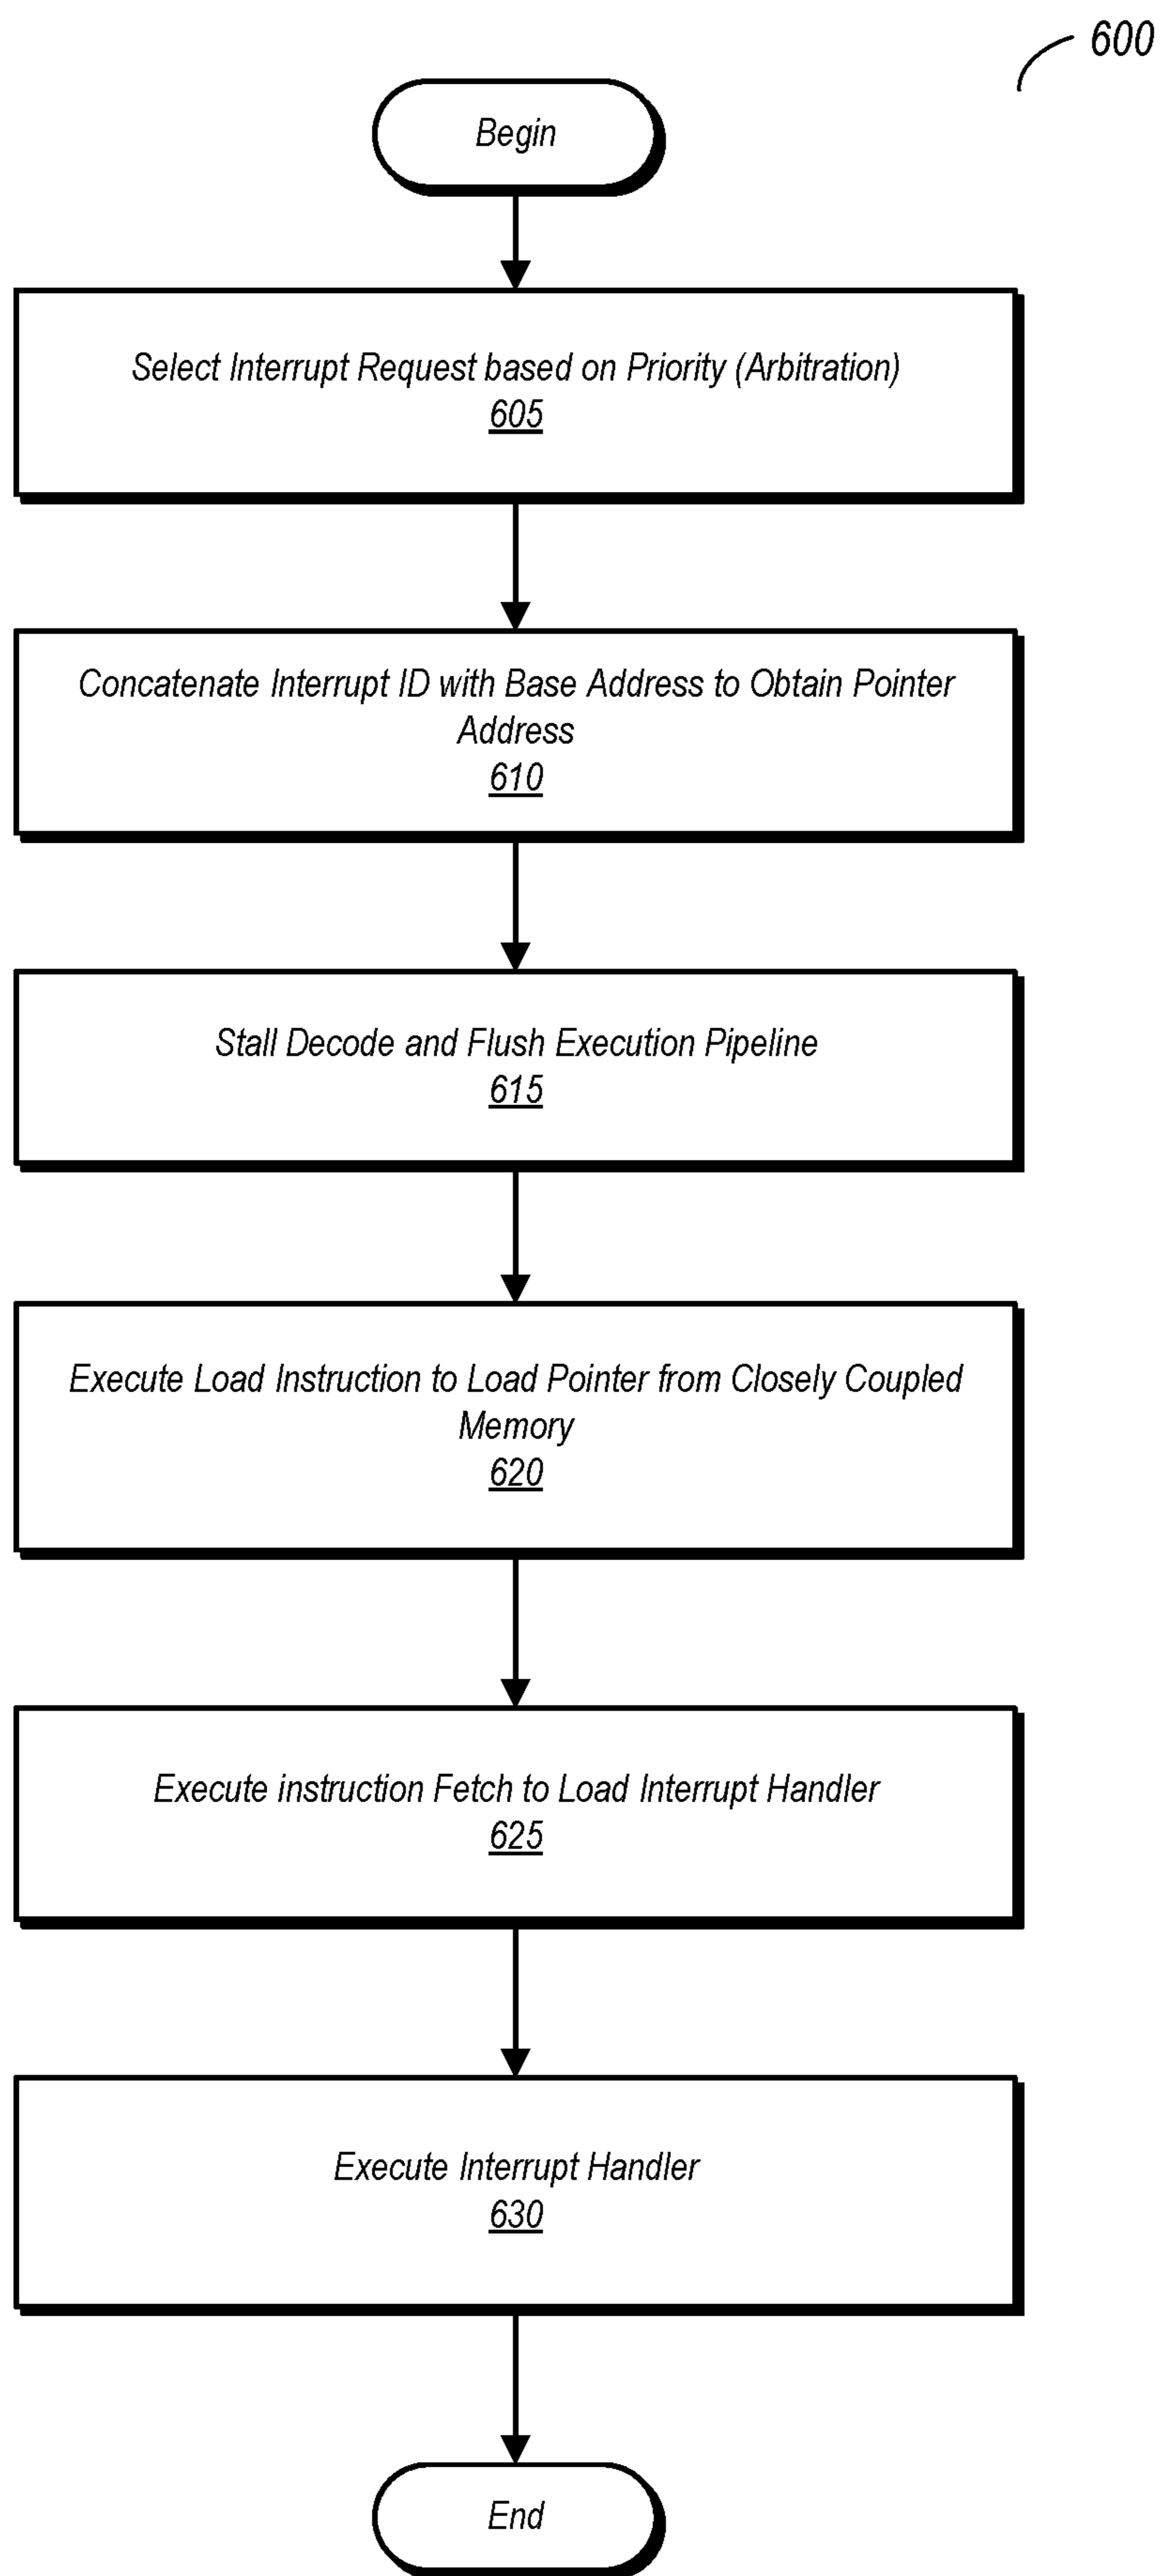 600
Begin
Select Interrupt Request based on Priority (Arbitration)
605
Concatenate Interrupt ID with Base Address to Obtain Pointer
Address
610
Stall Decode and Flush Execution Pipeline
615
Execute Load Instruction to Load Pointer from Closely Coupled
Memory
620
Execute instruction Fetch to Load Interrupt Handler
625
Execute Interrupt Handler
630
End